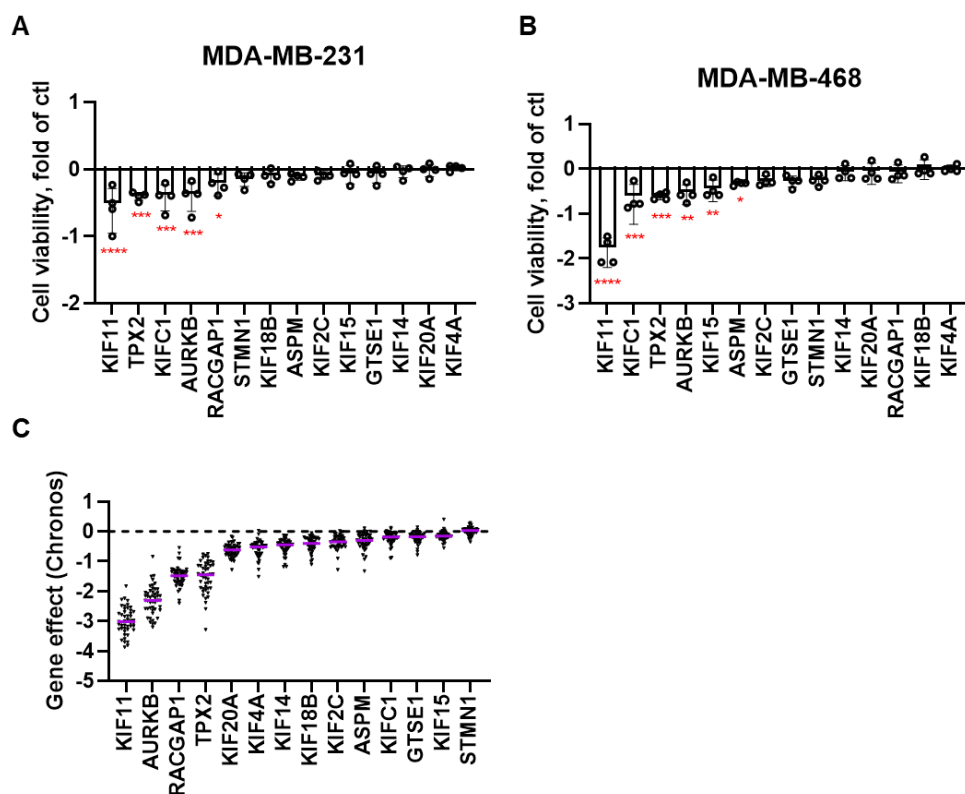 A
MDA-MB-231
Cell viability, fold of ctl
1
0
-1
-2
****
***
***
***
*
KIF11
TPX2
KIFC1
AURKB
RACGAP1
STMN1
KIF18B
ASPM
KIF2C
KIF15
GTSE1
KIF14
KIF20A
KIF4A
B
MDA-MB-468
Cell viability, fold of ctl
1
0
-1
-2
-3
****
***
***
**
**
*
KIF11
KIFC1
TPX2
AURKB
KIF15
ASPM
KIF2C
GTSE1
STMN1
KIF14
KIF20A
RACGAP1
KIF18B
KIF4A
C
Gene effect (Chronos)
1
0
-1
-2
-3
-4
-5
KIF11
AURKB
RACGAP1
TPX2
KIF20A
KIF4A
KIF14
KIF18B
KIF2C
ASPM
KIFC1
GTSE1
KIF15
STMN1